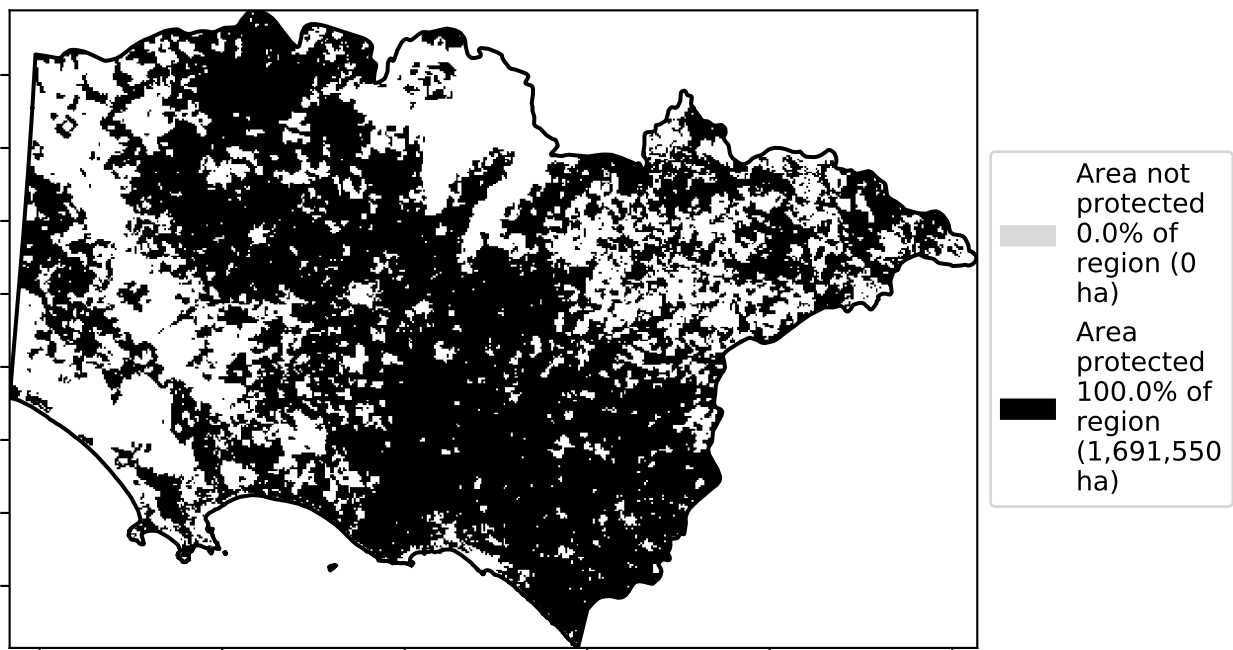 Area not
protected
0.0% of
region (0
ha)
Area
protected
100.0% of
region
(1,691,550
ha)